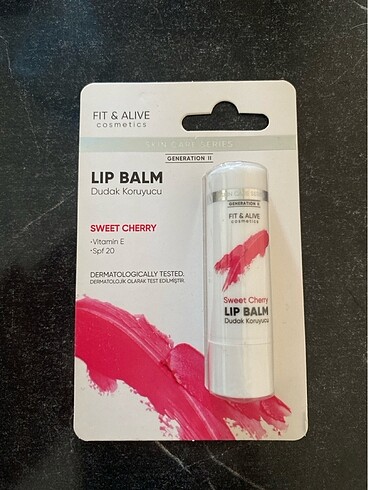 FIT & ALIVE
cosmetics
SKIN CARE SERIES
GENERATION II
LIP BALM
Dudak Koruyucu
SWEET CHERRY
•Vitamin E
•Spf 20
DERMATOLOGICALLY TESTED.
DERMATOLOJİK OLARAK TEST EDİLMİŞTİR.
GENERATION II
FIT & ALIVE
cosmetics
Sweet Cherry
LIP BALM
Dudak Koruyucu